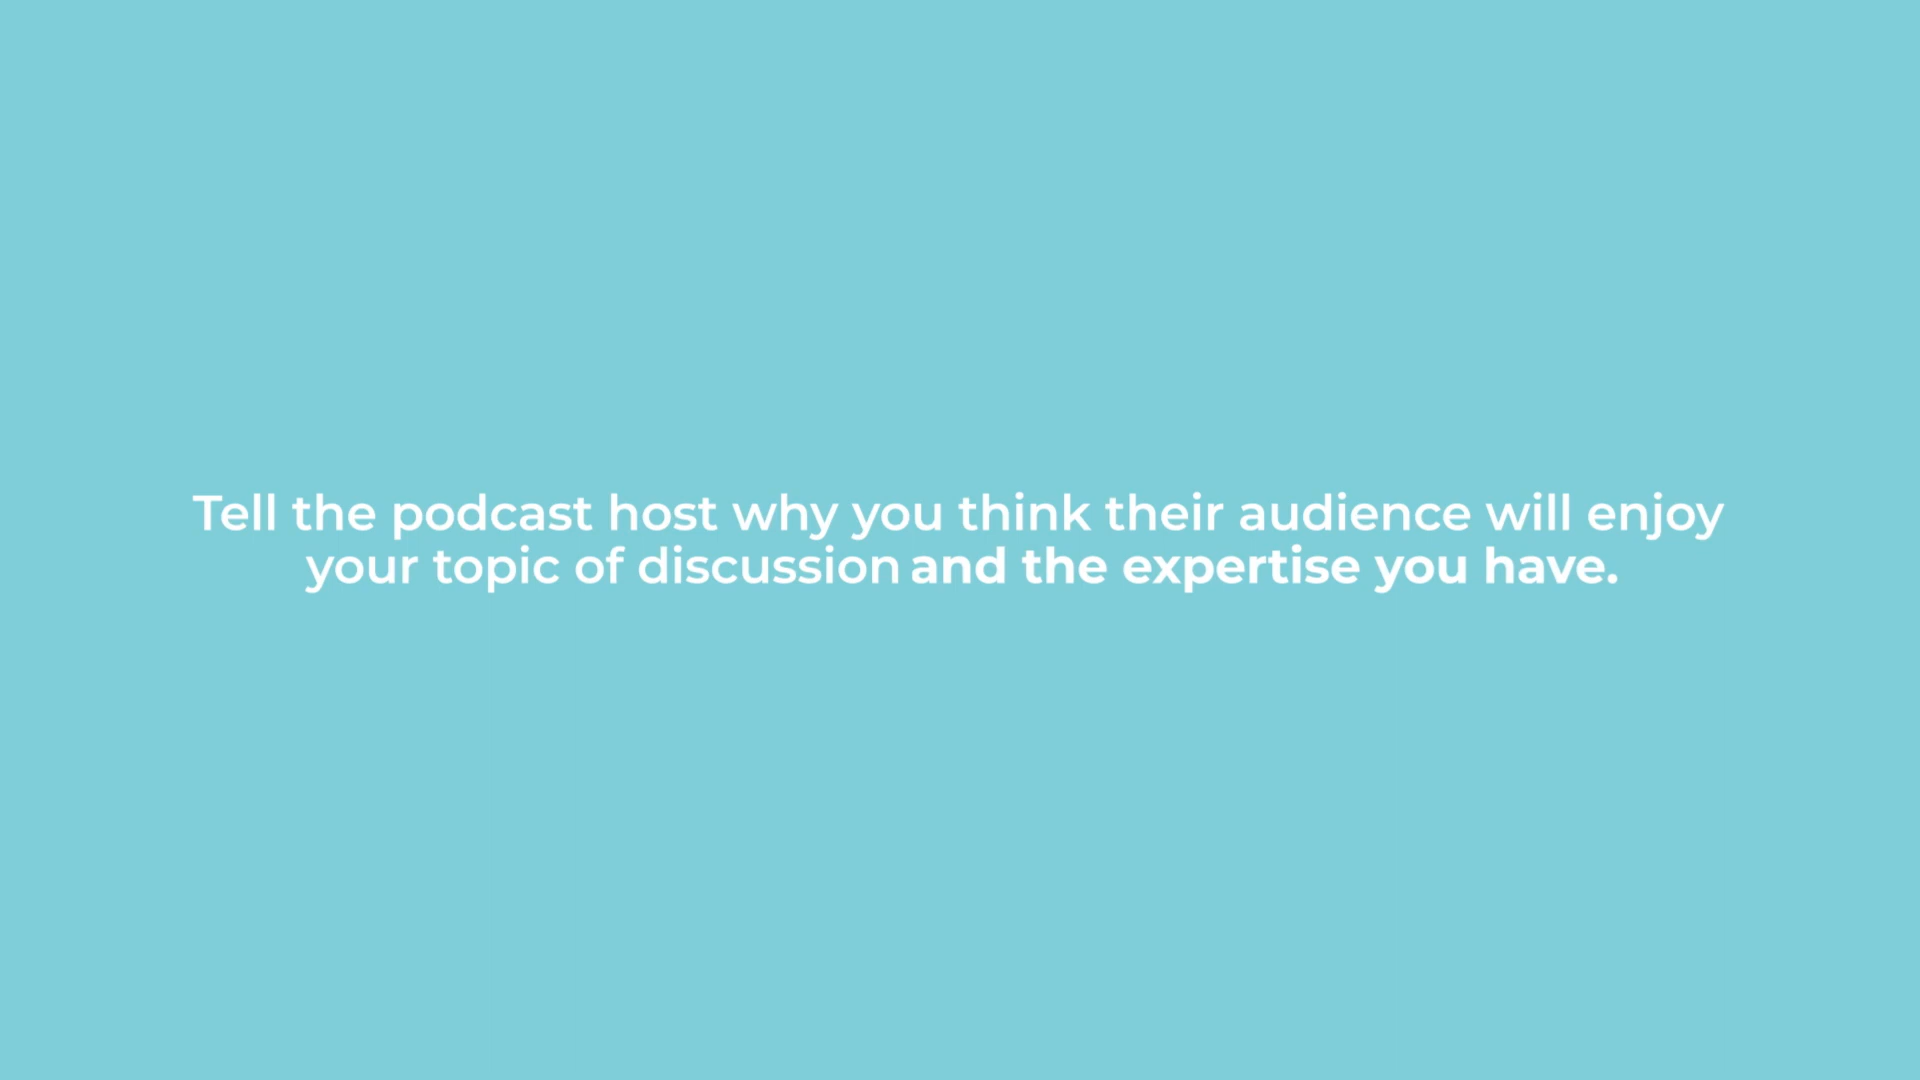 Tell the podcast host why you think their audience will enjoy
your topic of discussion and the expertise you have.